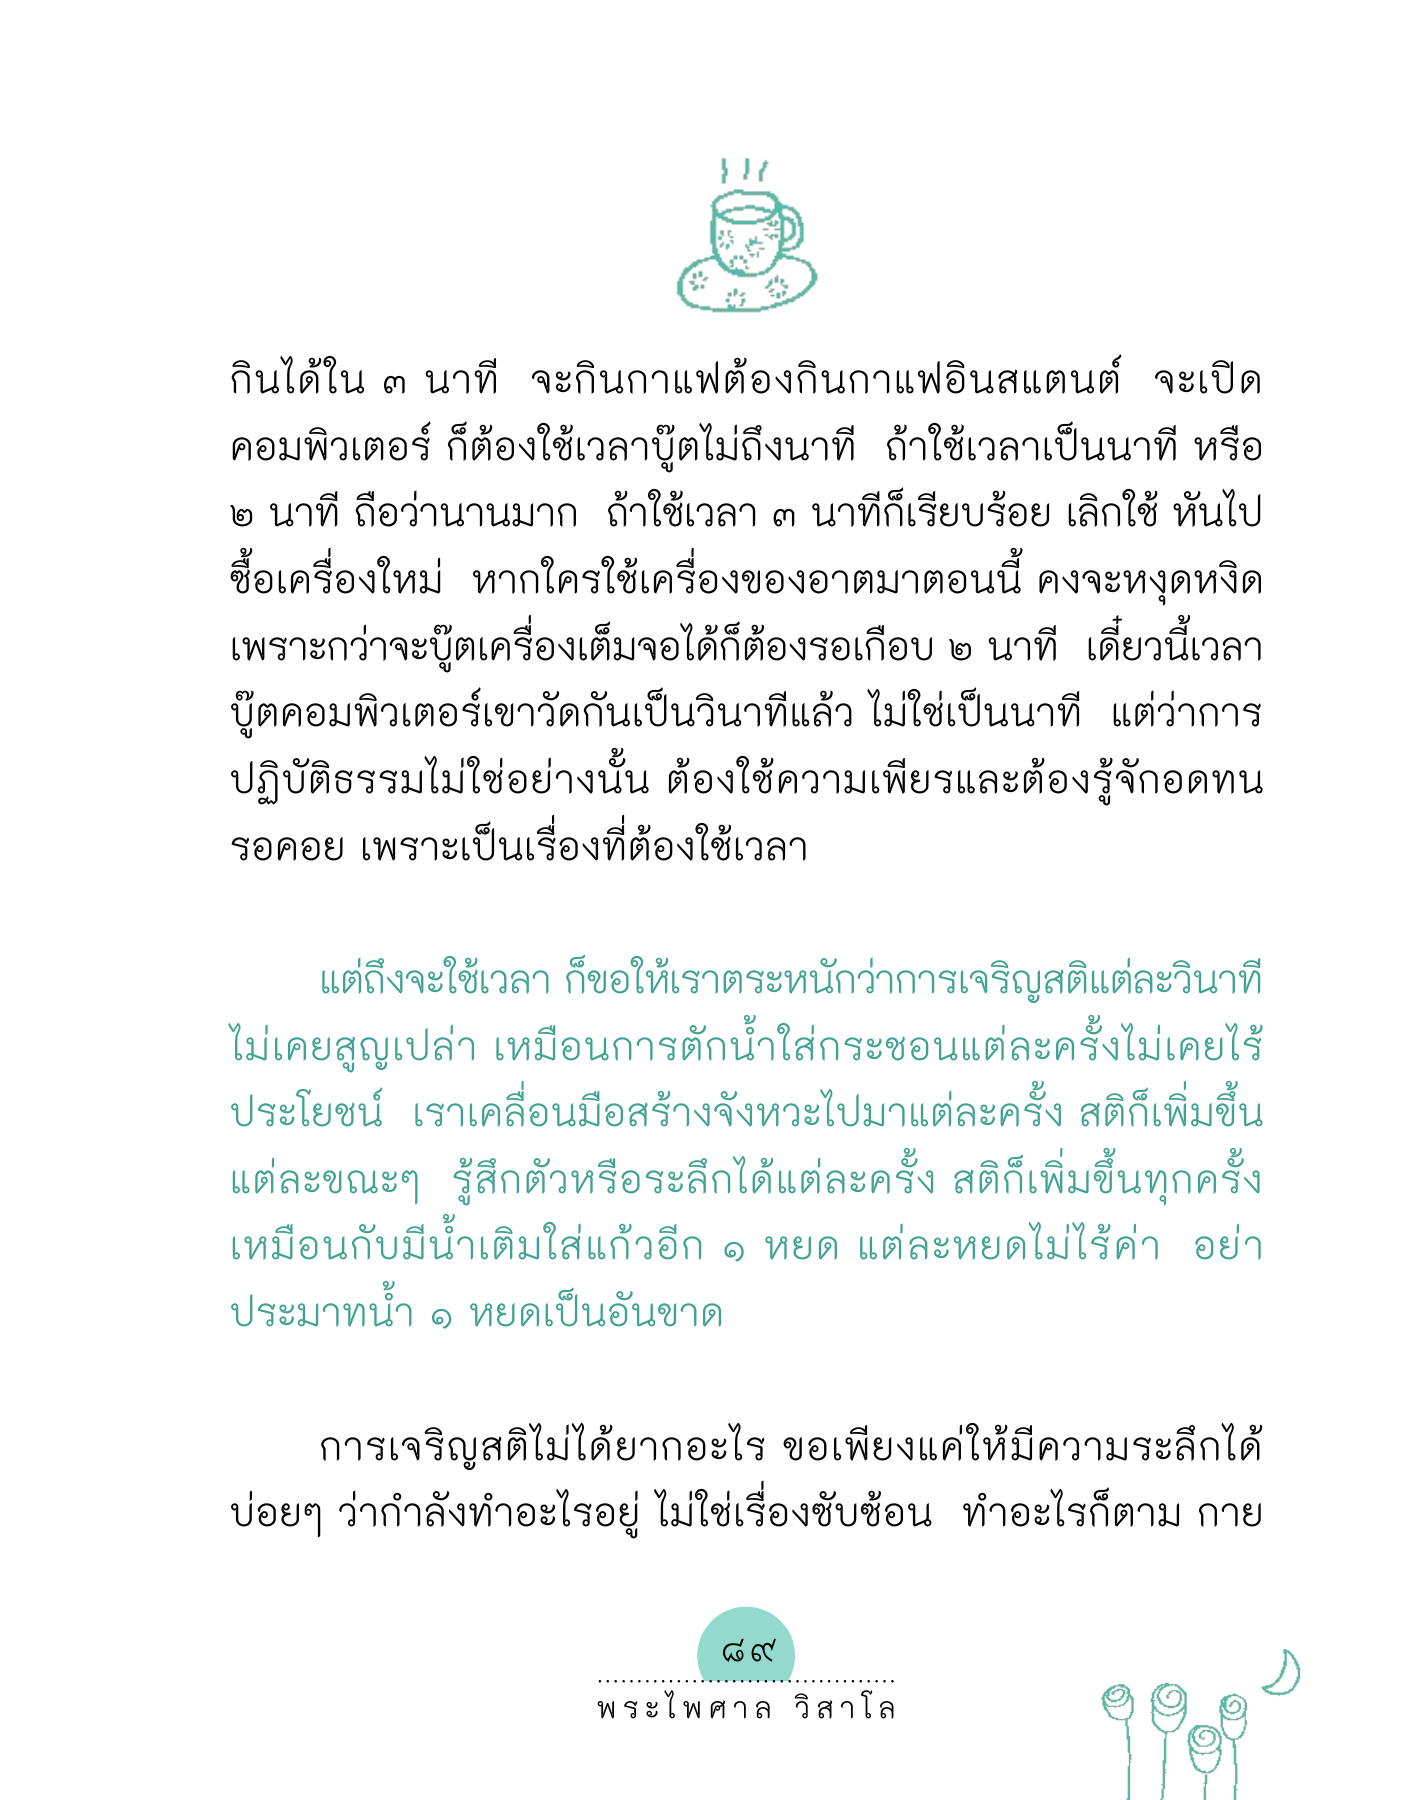 กินได้ใน ๓ นาที จะกินกาแฟต้องกินกาแฟอินสแตนต์ จะเปิด
คอมพิวเตอร์ ก็ต้องใช้เวลาบู๊ตไม่ถึงนาที ถ้าใช้เวลาเป็นนาที หรือ
๒ นาที ถือว่านานมาก ถ้าใช้เวลา ๓ นาทีก็เรียบร้อย เลิกใช้ หันไป
ซื้อเครื่องใหม่ หากใครใช้เครื่องของอาตมาตอนนี้ คงจะหงุดหงิด
เพราะกว่าจะบู๊ตเครื่องเต็มจอได้ก็ต้องรอเกือบ ๒ นาที เดี๋ยวนี้เวลา
บู๊ตคอมพิวเตอร์เขาวัดกันเป็นวินาทีแล้ว ไม่ใช่เป็นนาที แต่ว่าการ
ปฏิบัติธรรมไม่ใช่อย่างนั้น ต้องใช้ความเพียรและต้องรู้จักอดทน
รอคอย เพราะเป็นเรื่องที่ต้องใช้เวลา
แต่ถึงจะใช้เวลา ก็ขอให้เราตระหนักว่าการเจริญสติแต่ละวินาที
ไม่เคยสูญเปล่า เหมือนการตักน้ำใส่กระชอนแต่ละครั้งไม่เคยไร้
ประโยชน์ เราเคลื่อนมือสร้างจังหวะไปมาแต่ละครั้ง สติก็เพิ่มขึ้น
แต่ละขณะๆ รู้สึกตัวหรือระลึกได้แต่ละครั้ง สติก็เพิ่มขึ้นทุกครั้ง
เหมือนกับมีน้ำเติมใส่แก้วอีก ๑ หยด แต่ละหยดไม่ไร้ค่า อย่า
ประมาทน้ำ ๑ หยดเป็นอันขาด
การเจริญสติไม่ได้ยากอะไร ขอเพียงแค่ให้มีความระลึกได้
บ่อยๆ ว่ากำลังทำอะไรอยู่ ไม่ใช่เรื่องซับซ้อน ทำอะไรก็ตาม กาย
๘๙
พระไพศาล วิสาโล